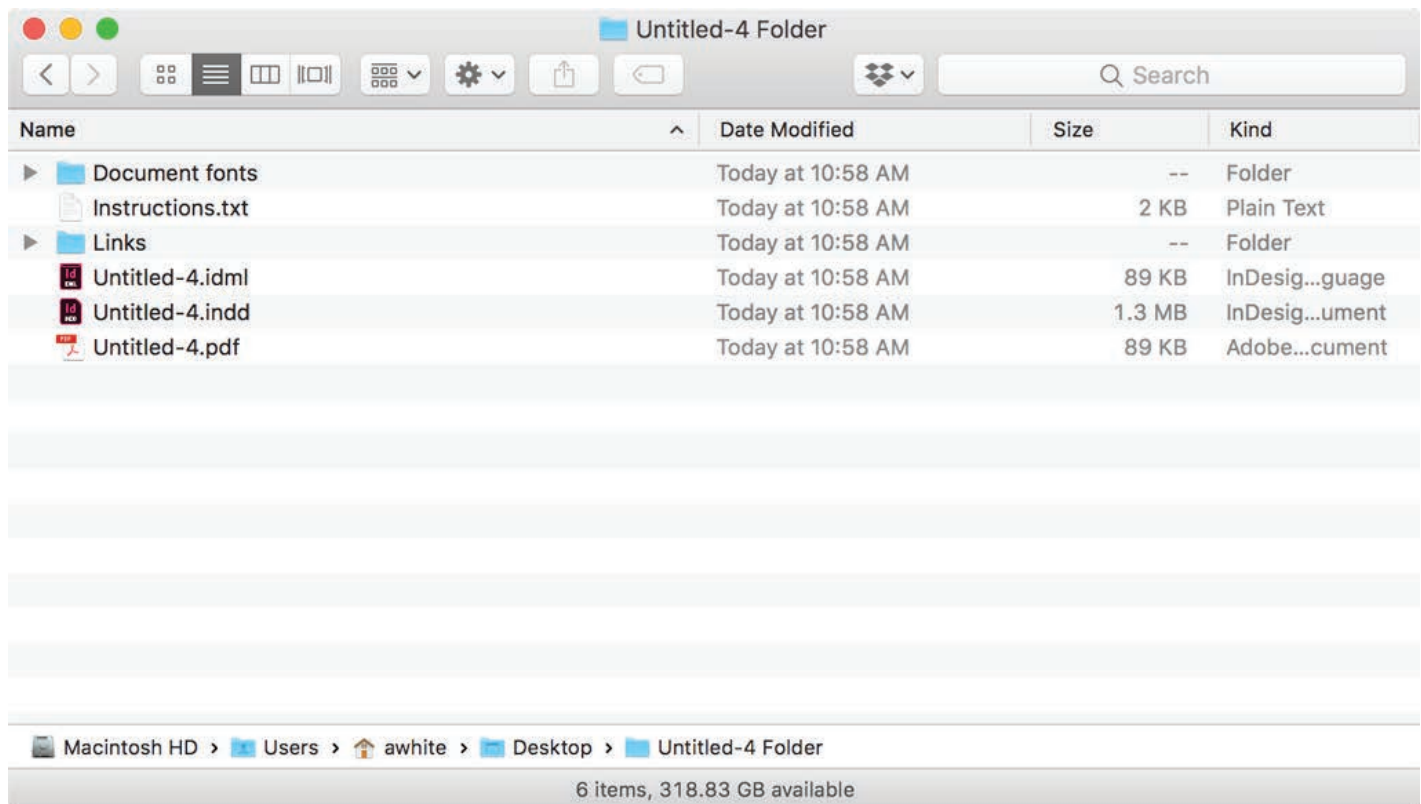 Untitled-4 Folder
Search
Name Date Modified Size Kind
Document fonts Today at 10:58 AM -- Folder
Instructions.txt Today at 10:58 AM 2 KB Plain Text
Links Today at 10:58 AM -- Folder
Untitled-4.idml Today at 10:58 AM 89 KB InDesig...guage
Untitled-4.indd Today at 10:58 AM 1.3 MB InDesig...ument
Untitled-4.pdf Today at 10:58 AM 89 KB Adobe...cument
Macintosh HD › Users › awhite › Desktop › Untitled-4 Folder
6 items, 318.83 GB available